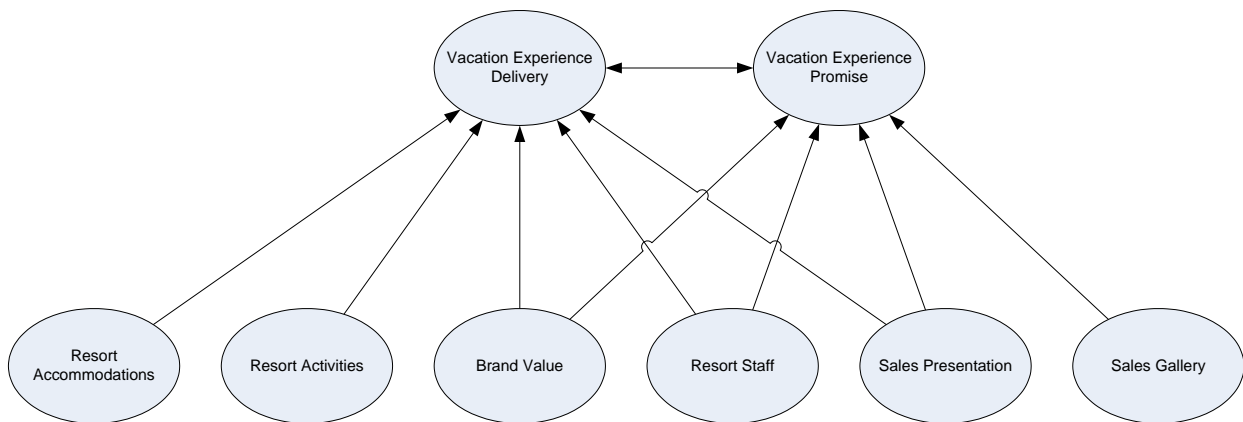 Vacation Experience
Delivery
Vacation Experience
Promise
Resort
Accommodations
Resort Activities
Brand Value
Resort Staff
Sales Presentation
Sales Gallery